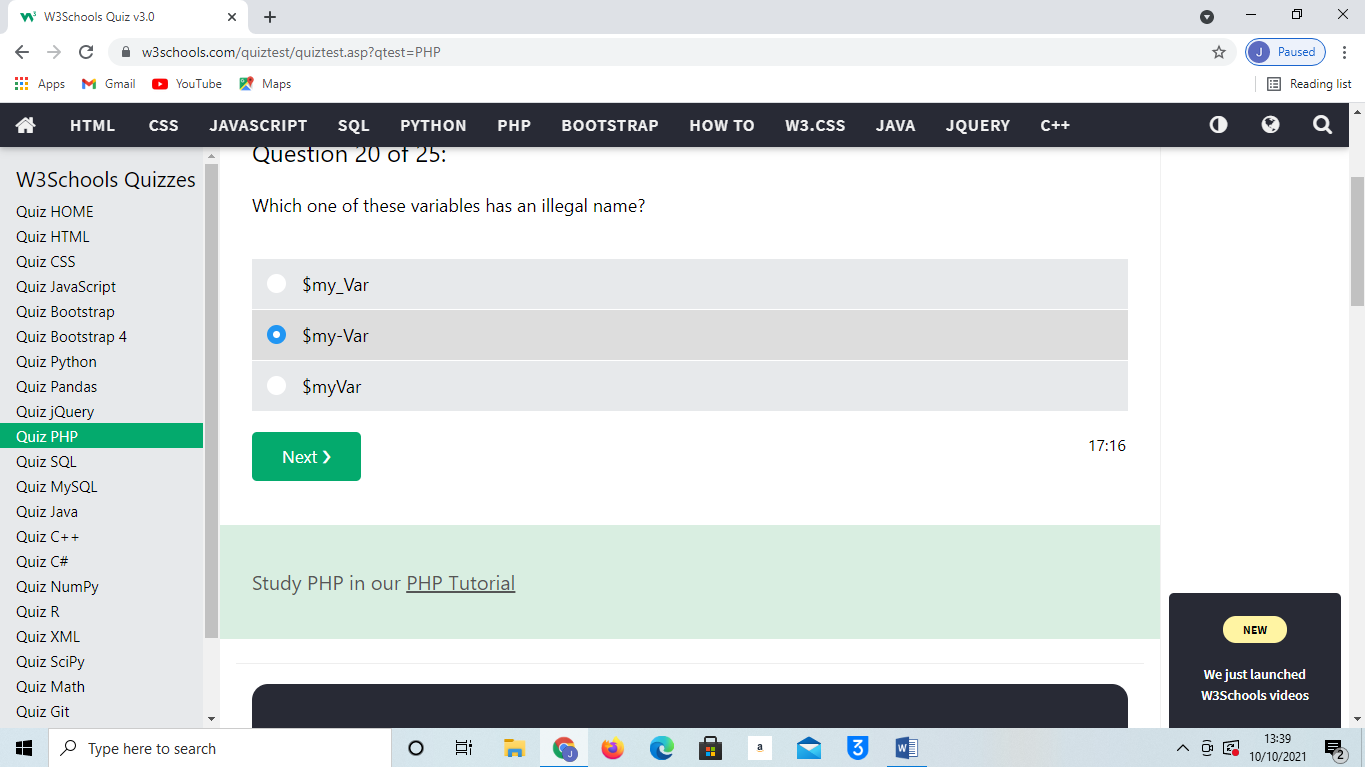 W3Schools Quiz v3.0
w3schools.com/quiztest/quiztest.asp?qtest=PHP
J Paused
Apps Gmail YouTube Maps Reading list
HTML CSS JAVASCRIPT SQL PYTHON PHP BOOTSTRAP HOW TO W3.CSS JAVA JQUERY C++
W3Schools Quizzes
Quiz HOME
Quiz HTML
Quiz CSS
Quiz JavaScript
Quiz Bootstrap
Quiz Bootstrap 4
Quiz Python
Quiz Pandas
Quiz jQuery
Quiz PHP
Quiz SQL
Quiz MySQL
Quiz Java
Quiz C++
Quiz C#
Quiz NumPy
Quiz R
Quiz XML
Quiz SciPy
Quiz Math
Quiz Git
Question 20 of 25:
Which one of these variables has an illegal name?
$my_Var
$my-Var
$myVar
Next ❯
17:16
Study PHP in our PHP Tutorial
NEW
We just launched
W3Schools videos
Type here to search
a
3
W
13:39
10/10/2021
2